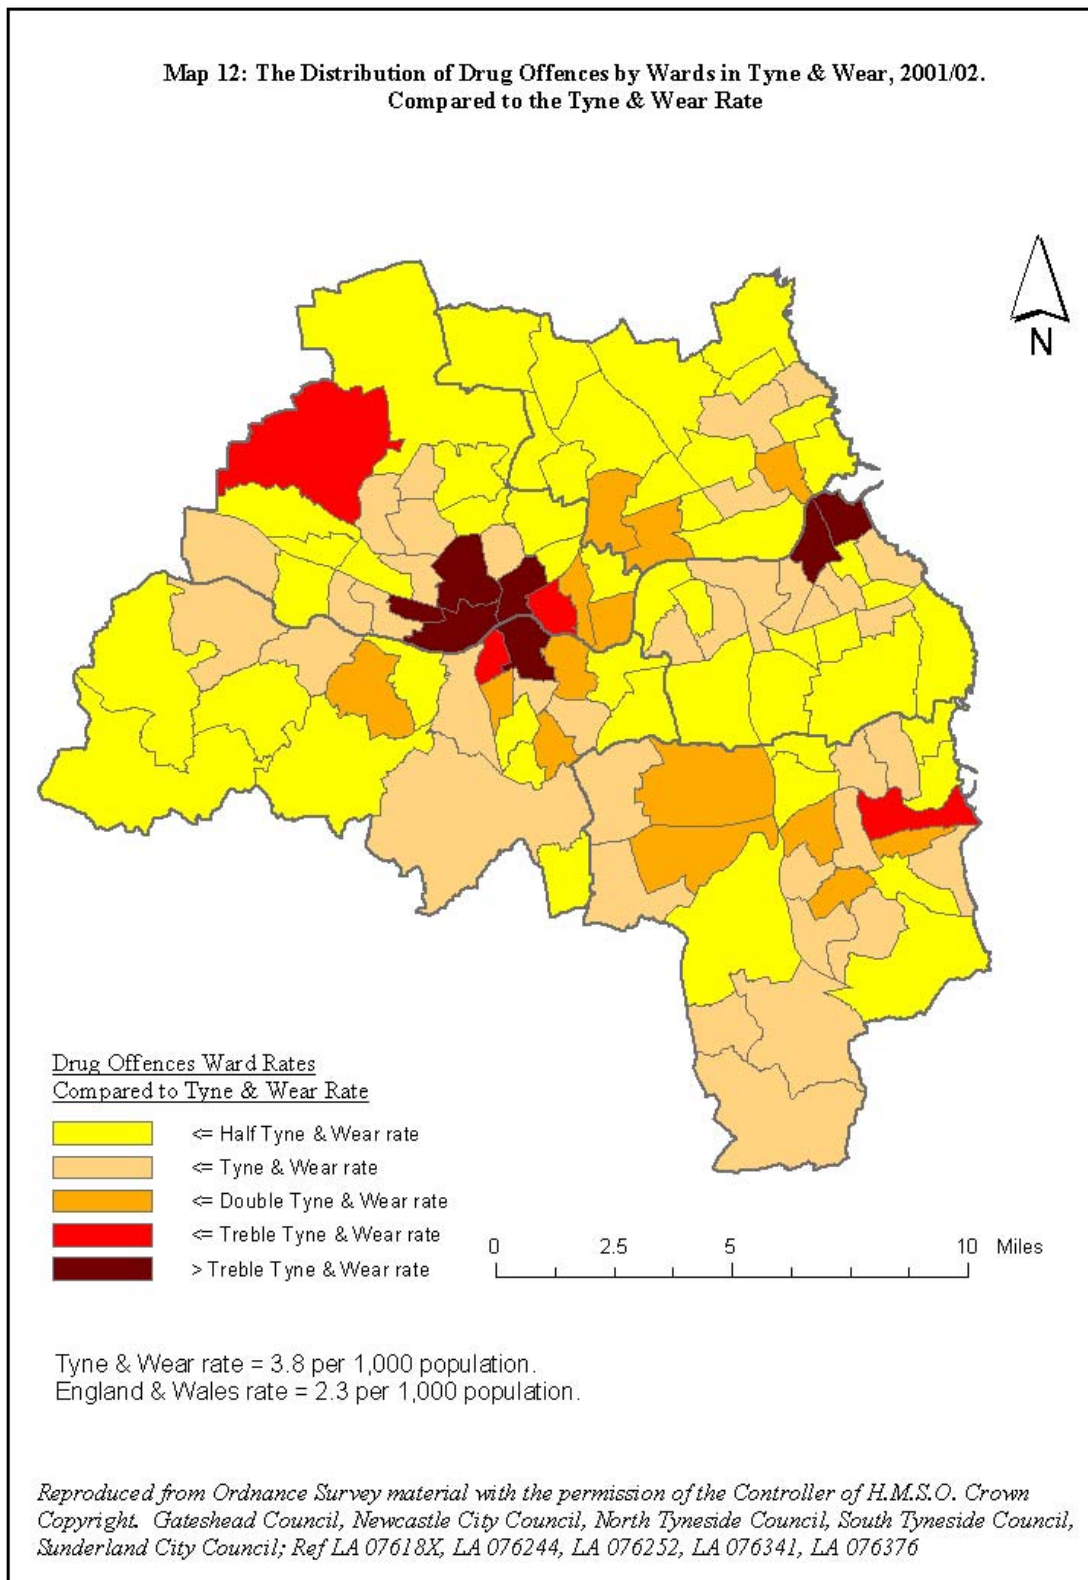 Map 12: The Distribution of Drug Offences by Wards in Tyne & Wear, 2001/02.
Compared to the Tyne & Wear Rate
N
Drug Offences Ward Rates
Compared to Tyne & Wear Rate
<= Half Tyne & Wear rate
<= Tyne & Wear rate
<= Double Tyne & Wear rate
<= Treble Tyne & Wear rate
> Treble Tyne & Wear rate
0 2.5 5 10 Miles
Tyne & Wear rate = 3.8 per 1,000 population.
England & Wales rate = 2.3 per 1,000 population.
Reproduced from Ordnance Survey material with the permission of the Controller of H.M.S.O. Crown
Copyright. Gateshead Council, Newcastle City Council, North Tyneside Council, South Tyneside Council,
Sunderland City Council; Ref LA 07618X, LA 076244, LA 076252, LA 076341, LA 076376